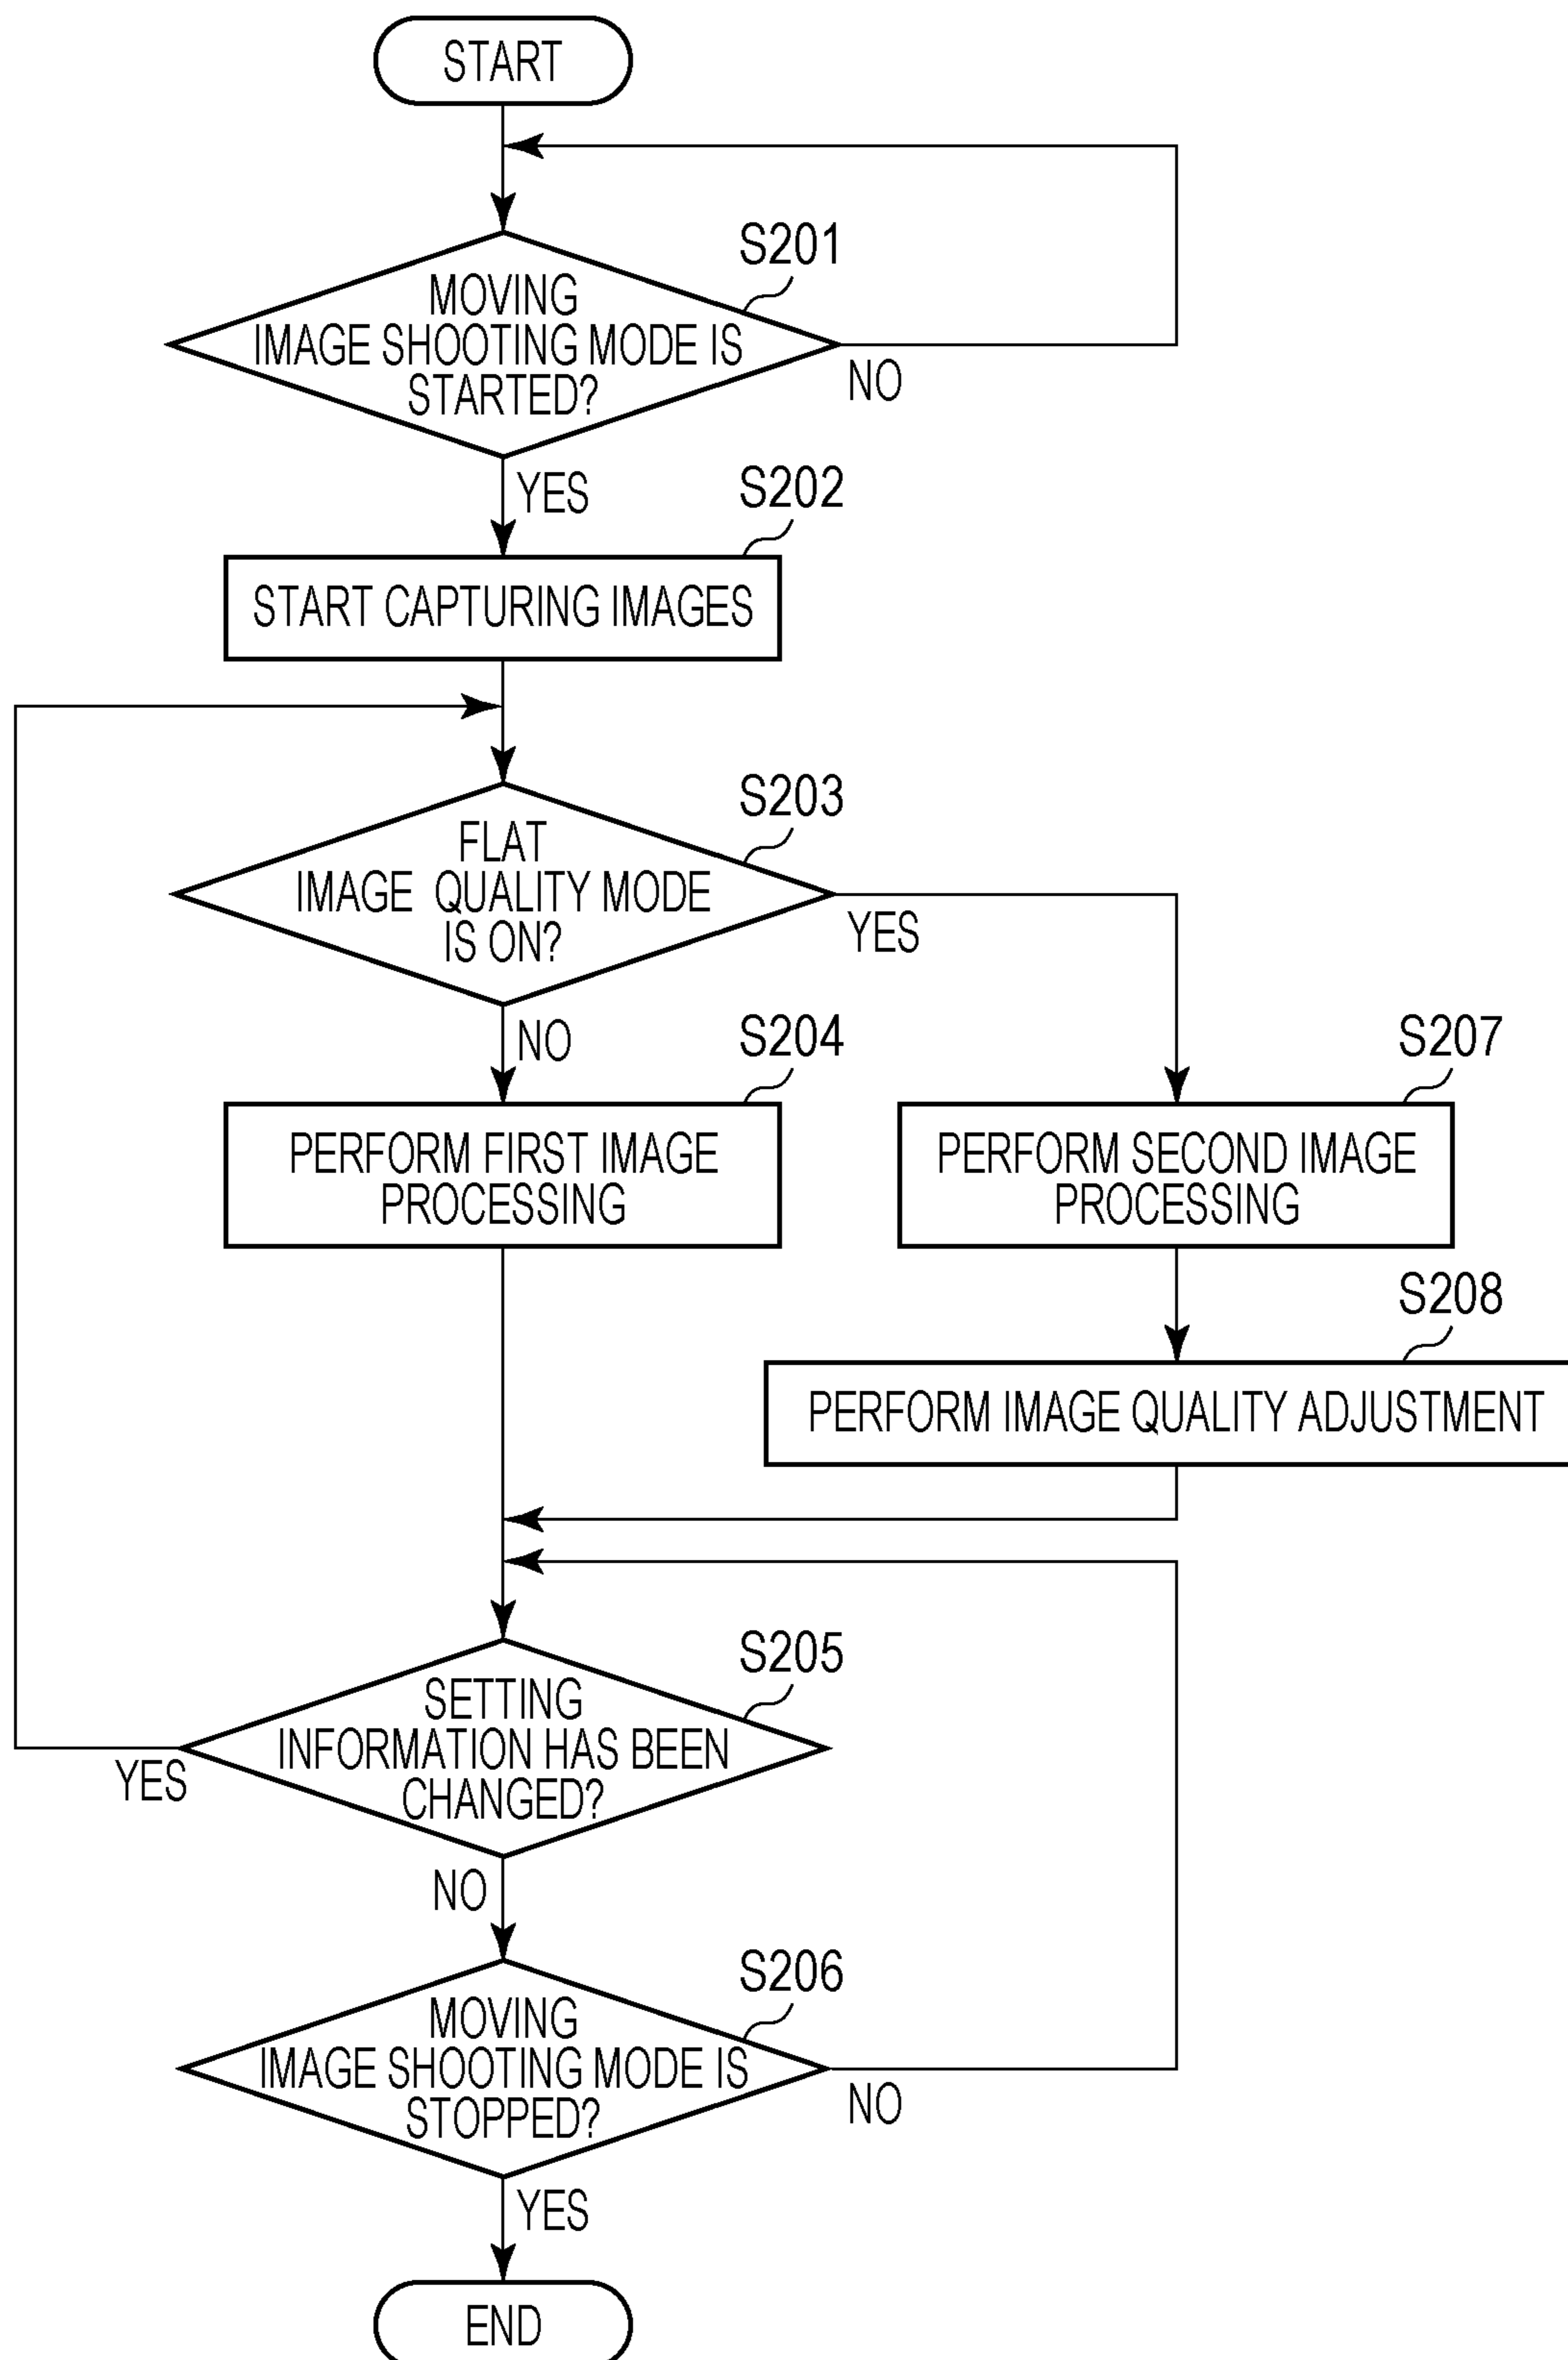 START
S201
MOVING
IMAGE SHOOTING MODE IS
STARTED?
NO
YES
S202
START CAPTURING IMAGES
S203
FLAT
IMAGE QUALITY MODE
IS ON?
YES
NO
S204
PERFORM FIRST IMAGE
PROCESSING
S207
PERFORM SECOND IMAGE
PROCESSING
S208
PERFORM IMAGE QUALITY ADJUSTMENT
S205
SETTING
INFORMATION HAS BEEN
CHANGED?
YES
NO
S206
MOVING
IMAGE SHOOTING MODE IS
STOPPED?
NO
YES
END